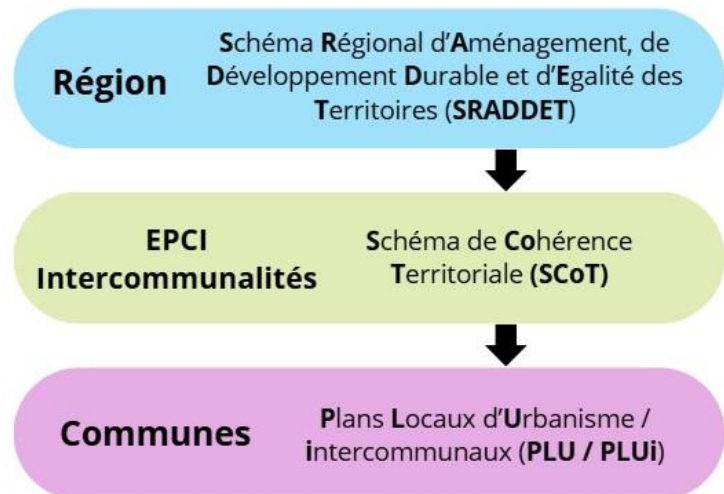 Région
Schéma Régional d'Aménagement, de
Développement Durable et d'Egalité des
Territoires (SRADDET)
EPCI
Intercommunalités
Schéma de Cohérence
Territoriale (SCoT)
Communes
Plans Locaux d'Urbanisme /
intercommunaux (PLU / PLUi)